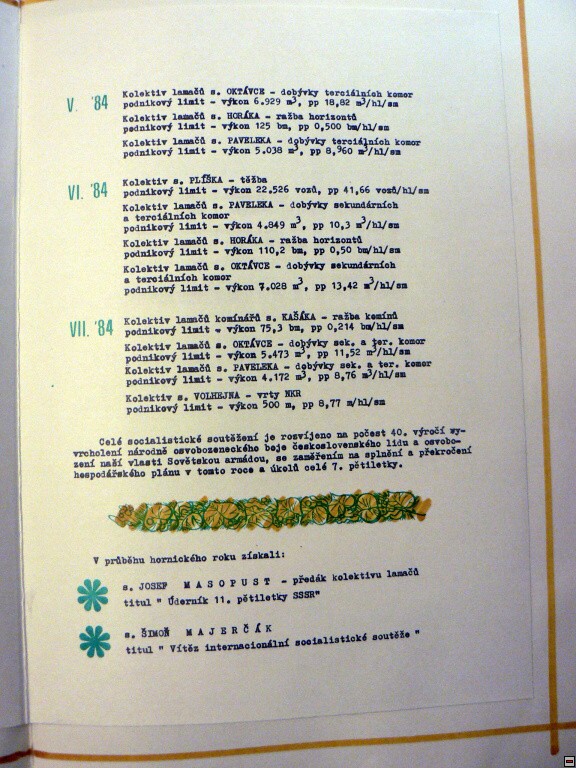 V. '84
Kolektiv lamačů s. OKTÁVCE - dobývky terciálních komor
podnikový limit - výkon 6.929 m³, pp 18,82 m³/hl/sm
Kolektiv lamačů s. HORÁKA - ražba horizontů
podnikový limit - výkon 125 bm, pp 0,500 bm/hl/sm
Kolektiv lamačů s. PAVELEKA - dobývky terciálních komor
podnikový limit - výkon 5.038 m³, pp 8,960 m³/hl/sm
VI. '84
Kolektiv s. PLÍŠKA - těžba
podnikový limit - výkon 22.526 vozů, pp 41,66 vozů/hl/sm
Kolektiv lamačů s. PAVELEKA - dobývky sekundárních
a terciálních komor
podnikový limit - výkon 4.849 m³, pp 10,3 m³/hl/sm
Kolektiv lamačů s. HORÁKA - ražba horizontů
podnikový limit - výkon 110,2 bm, pp 0,50 bm/hl/sm
Kolektiv lamačů s. OKTÁVCE - dobývky sekundárních
a terciálních komor
podnikový limit - výkon 7.028 m³, pp 13,42 m³/hl/sm
VII. '84
Kolektiv lamačů komínářů s. KAŠÁKA - ražba komínů
podnikový limit - výkon 75,3 bm, pp 0,214 bm/hl/sm
Kolektiv lamačů s. OKTÁVCE - dobývky sek. a ter. komor
podnikový limit - výkon 5.473 m³, pp 11,52 m³/hl/sm
Kolektiv lamačů s. PAVELEKA - dobývky sek. a ter. komor
podnikový limit - výkon 4.172 m³, pp 8,76 m³/hl/sm
Kolektiv s. VOLHEJNA - vrty NKR
podnikový limit - výkon 500 m, pp 8,77 m/hl/sm
Celé socialistické soutěžení je rozvíjeno na počest 40. výročí vy-
vrcholení národně osvobozeneckého boje československého lidu a osvobo-
zení naší vlasti Sovětskou armádou, se zaměřením na splnění a překročení
hospodářského plánu v tomto roce a úkolů celé 7. pětiletky.
V průběhu hornického roku získali:
s. JOSEF M A S O P U S T - předák kolektivu lamačů
titul " Úderník 11. pětiletky SSSR"
s. ŠIMOŇ M A J E R Č Á K
titul " Vítěz internacionální socialistické soutěže "